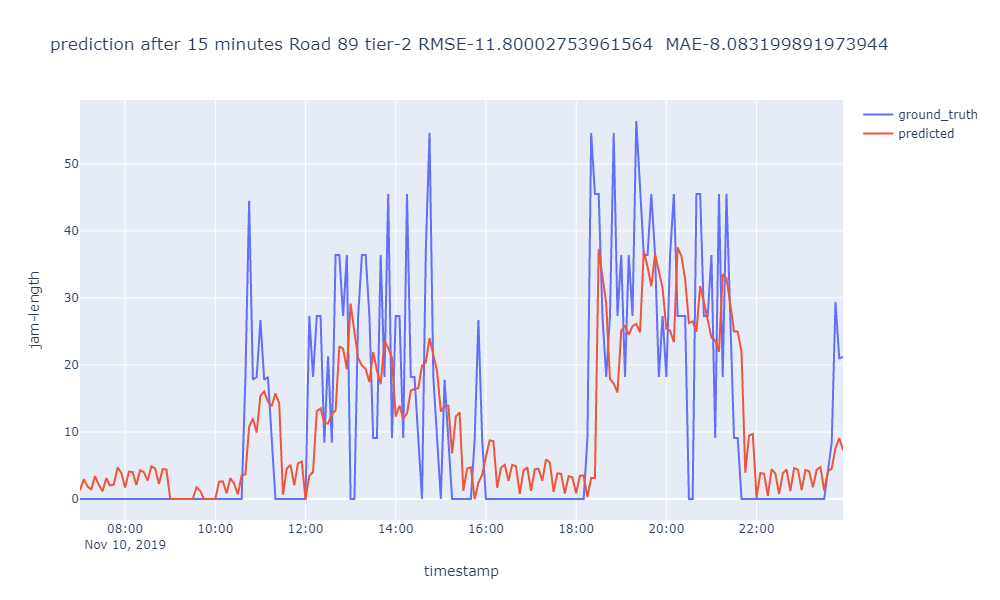 prediction after 15 minutes Road 89 tier-2 RMSE-11.80002753961564  MAE-8.083199891973944
ground_truth
predicted
jam-length
50
40
30
20
10
0
08:00 10:00 12:00 14:00 16:00 18:00 20:00 22:00
Nov 10, 2019
timestamp